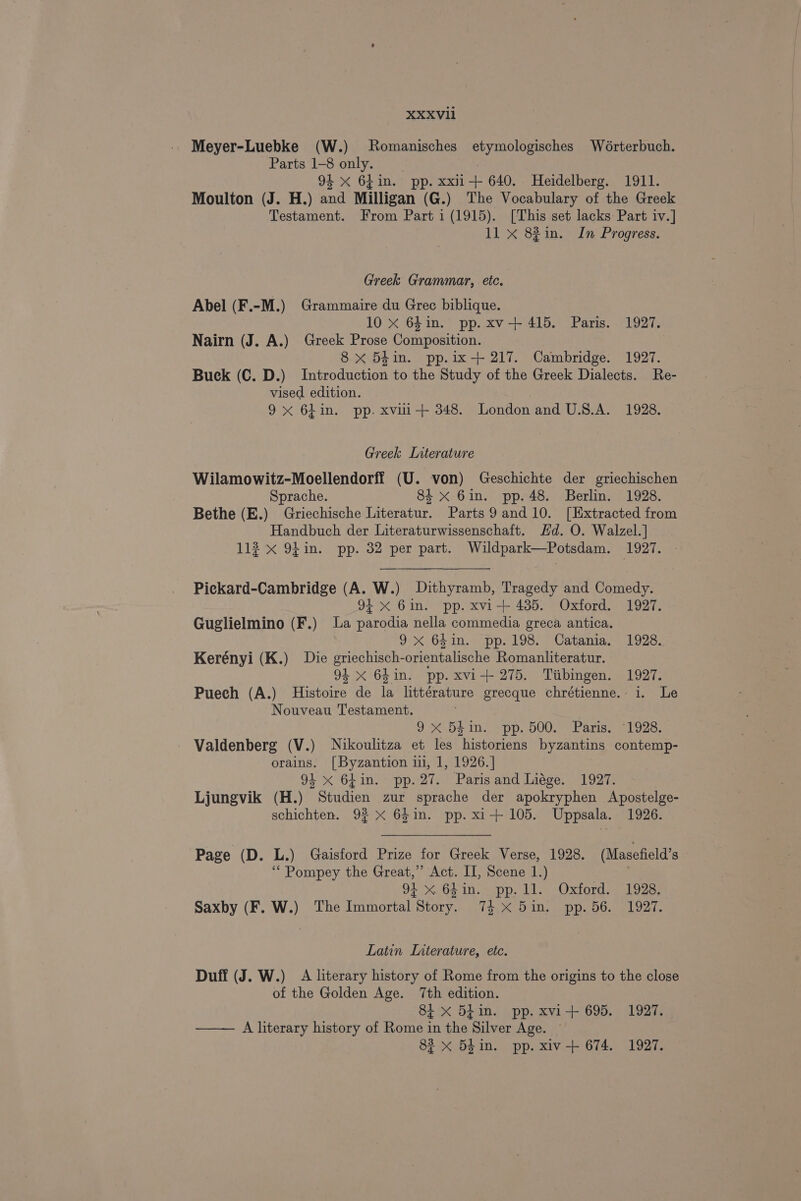 xxxvii
Meyer-Luebke (W.) Romanisches etymologisches Wörterbuch.
Parts 1–8 only.
9½ × 6½ in. pp. xxii + 640. Heidelberg. 1911.
Moulton (J. H.) and Milligan (G.) The Vocabulary of the Greek
Testament. From Part i (1915). [This set lacks Part iv.]
11 × 8¾ in. In Progress.
Greek Grammar, etc.
Abel (F.-M.) Grammaire du Grec biblique.
10 × 6½ in. pp. xv + 415. Paris. 1927.
Nairn (J. A.) Greek Prose Composition.
8 × 5½ in. pp. ix + 217. Cambridge. 1927.
Buck (C. D.) Introduction to the Study of the Greek Dialects. Re-
vised edition.
9 × 6¼ in. pp. xviii + 348. London and U.S.A. 1928.
Greek Literature
Wilamowitz-Moellendorff (U. von) Geschichte der griechischen
Sprache. 8½ × 6 in. pp. 48. Berlin. 1928.
Bethe (E.) Griechische Literatur. Parts 9 and 10. [Extracted from
Handbuch der Literaturwissenschaft. Ed. O. Walzel.]
11¾ × 9¼ in. pp. 32 per part. Wildpark—Potsdam. 1927.
Pickard-Cambridge (A. W.) Dithyramb, Tragedy and Comedy.
9¼ × 6 in. pp. xvi + 435. Oxford. 1927.
Guglielmino (F.) La parodia nella commedia greca antica.
9 × 6½ in. pp. 198. Catania. 1928.
Kerényi (K.) Die griechisch-orientalische Romanliteratur.
9½ × 6½ in. pp. xvi + 275. Tübingen. 1927.
Puech (A.) Histoire de la littérature grecque chrétienne. i. Le
Nouveau Testament.
9 × 5½ in. pp. 500. Paris. 1928.
Valdenberg (V.) Nikoulitza et les historiens byzantins contemp-
orains. [Byzantion iii, 1, 1926.]
9½ × 6¼ in. pp. 27. Paris and Liége. 1927.
Ljungvik (H.) Studien zur sprache der apokryphen Apostelge-
schichten. 9¾ × 6½ in. pp. xi + 105. Uppsala. 1926.
Page (D. L.) Gaisford Prize for Greek Verse, 1928. (Masefield's
“Pompey the Great,” Act. II, Scene 1.)
9¼ × 6½ in. pp. 11. Oxford. 1928.
Saxby (F. W.) The Immortal Story. 7½ × 5 in. pp. 56. 1927.
Latin Literature, etc.
Duff (J. W.) A literary history of Rome from the origins to the close
of the Golden Age. 7th edition.
8¼ × 5¼ in. pp. xvi + 695. 1927.
—— A literary history of Rome in the Silver Age.
8¾ × 5½ in. pp. xiv + 674. 1927.